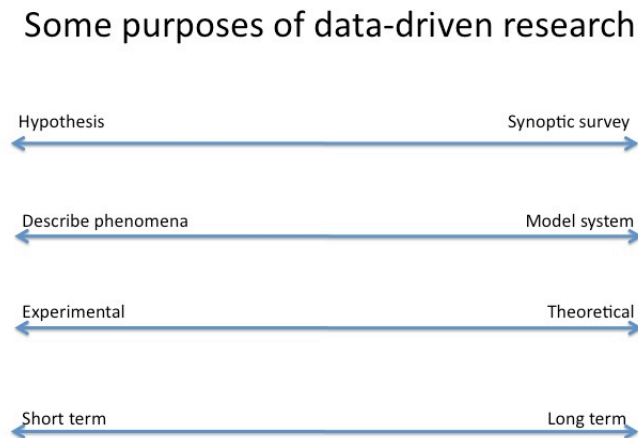 Some purposes of data-driven research
Hypothesis Synoptic survey
Describe phenomena Model system
Experimental Theoretical
Short term Long term